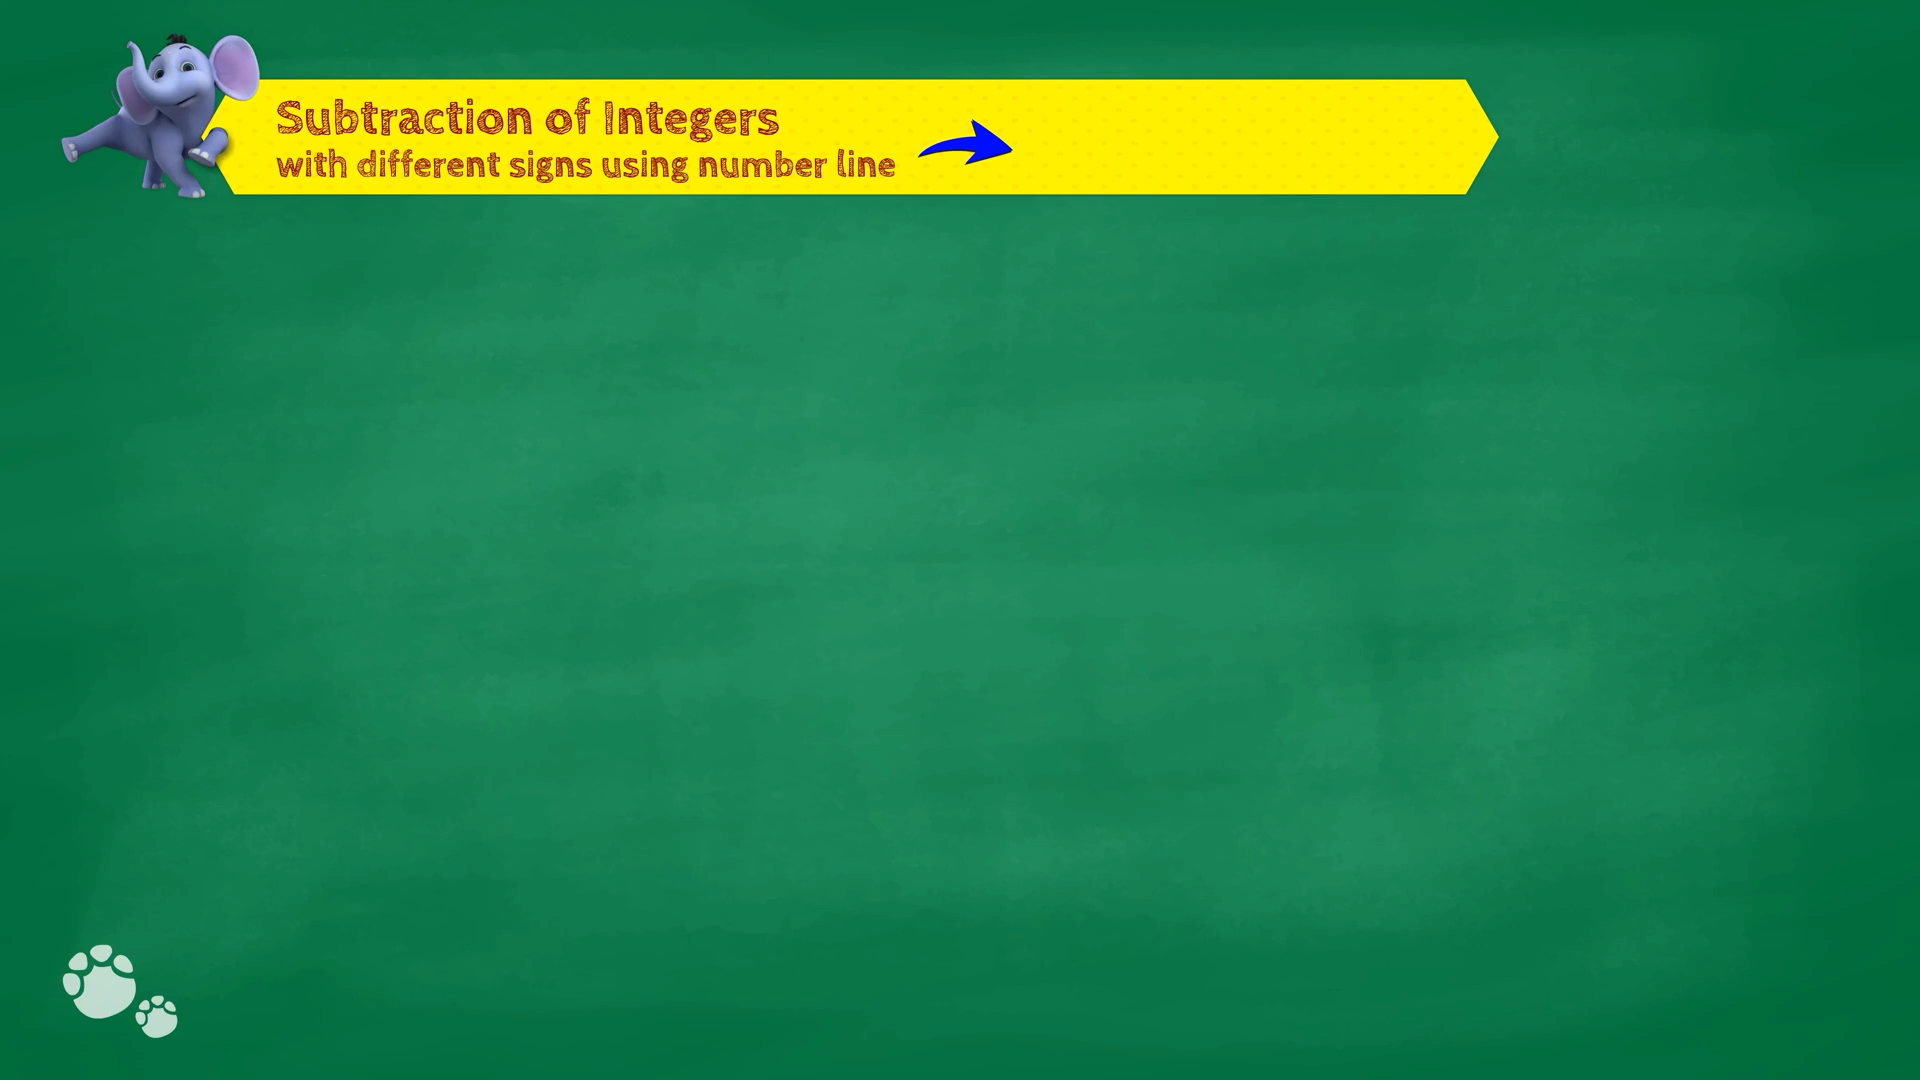 Subtraction of Integers
with different signs using number line